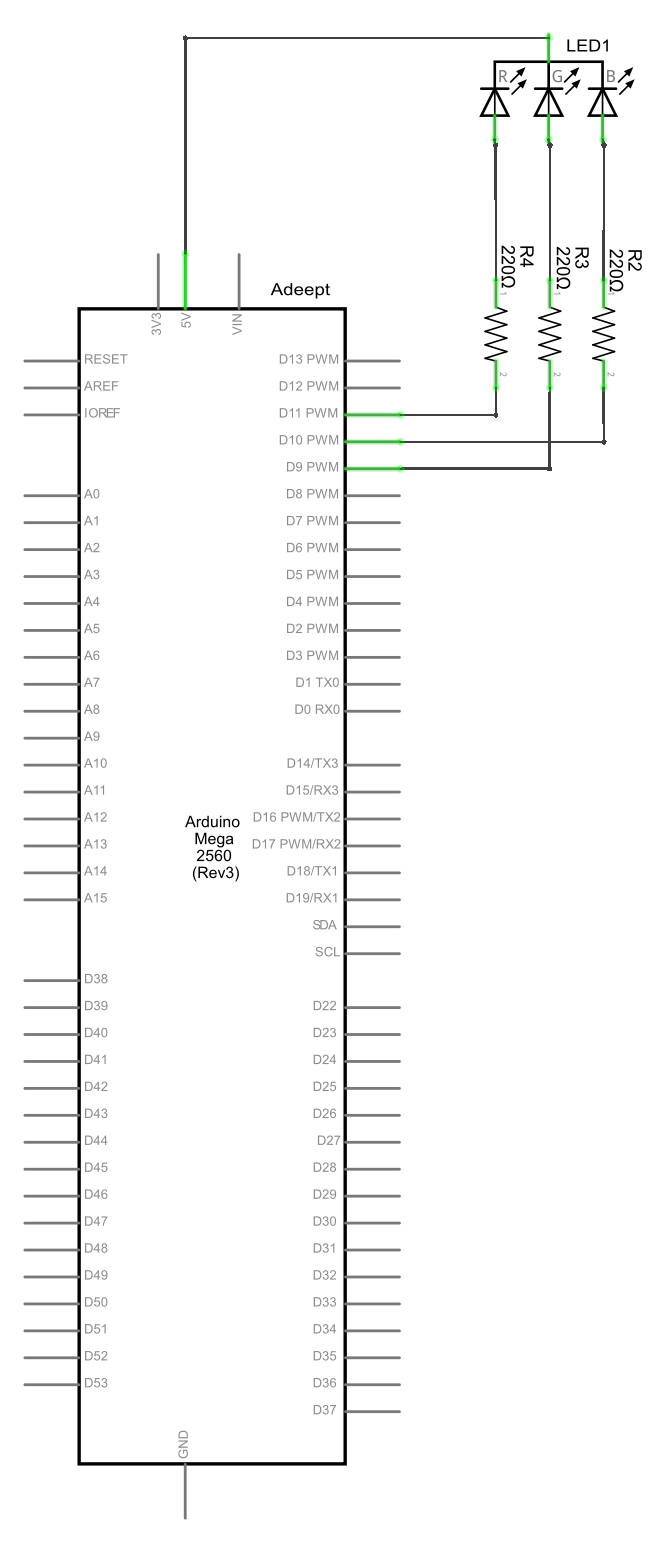 LED1
R
G
B
R4
220Ω
R3
220Ω
R2
220Ω
1
1
1
2
2
2
Adeept
3V3
5V
VIN
RESET
AREF
IOREF
A0
A1
A2
A3
A4
A5
A6
A7
A8
A9
A10
A11
A12
A13
A14
A15
D38
D39
D40
D41
D42
D43
D44
D45
D46
D47
D48
D49
D50
D51
D52
D53
Arduino
Mega
2560
(Rev3)
D13 PWM
D12 PWM
D11 PWM
D10 PWM
D9 PWM
D8 PWM
D7 PWM
D6 PWM
D5 PWM
D4 PWM
D2 PWM
D3 PWM
D1 TX0
D0 RX0
D14/TX3
D15/RX3
D16 PWM/TX2
D17 PWM/RX2
D18/TX1
D19/RX1
SDA
SCL
D22
D23
D24
D25
D26
D27
D28
D29
D30
D31
D32
D33
D34
D35
D36
D37
GND